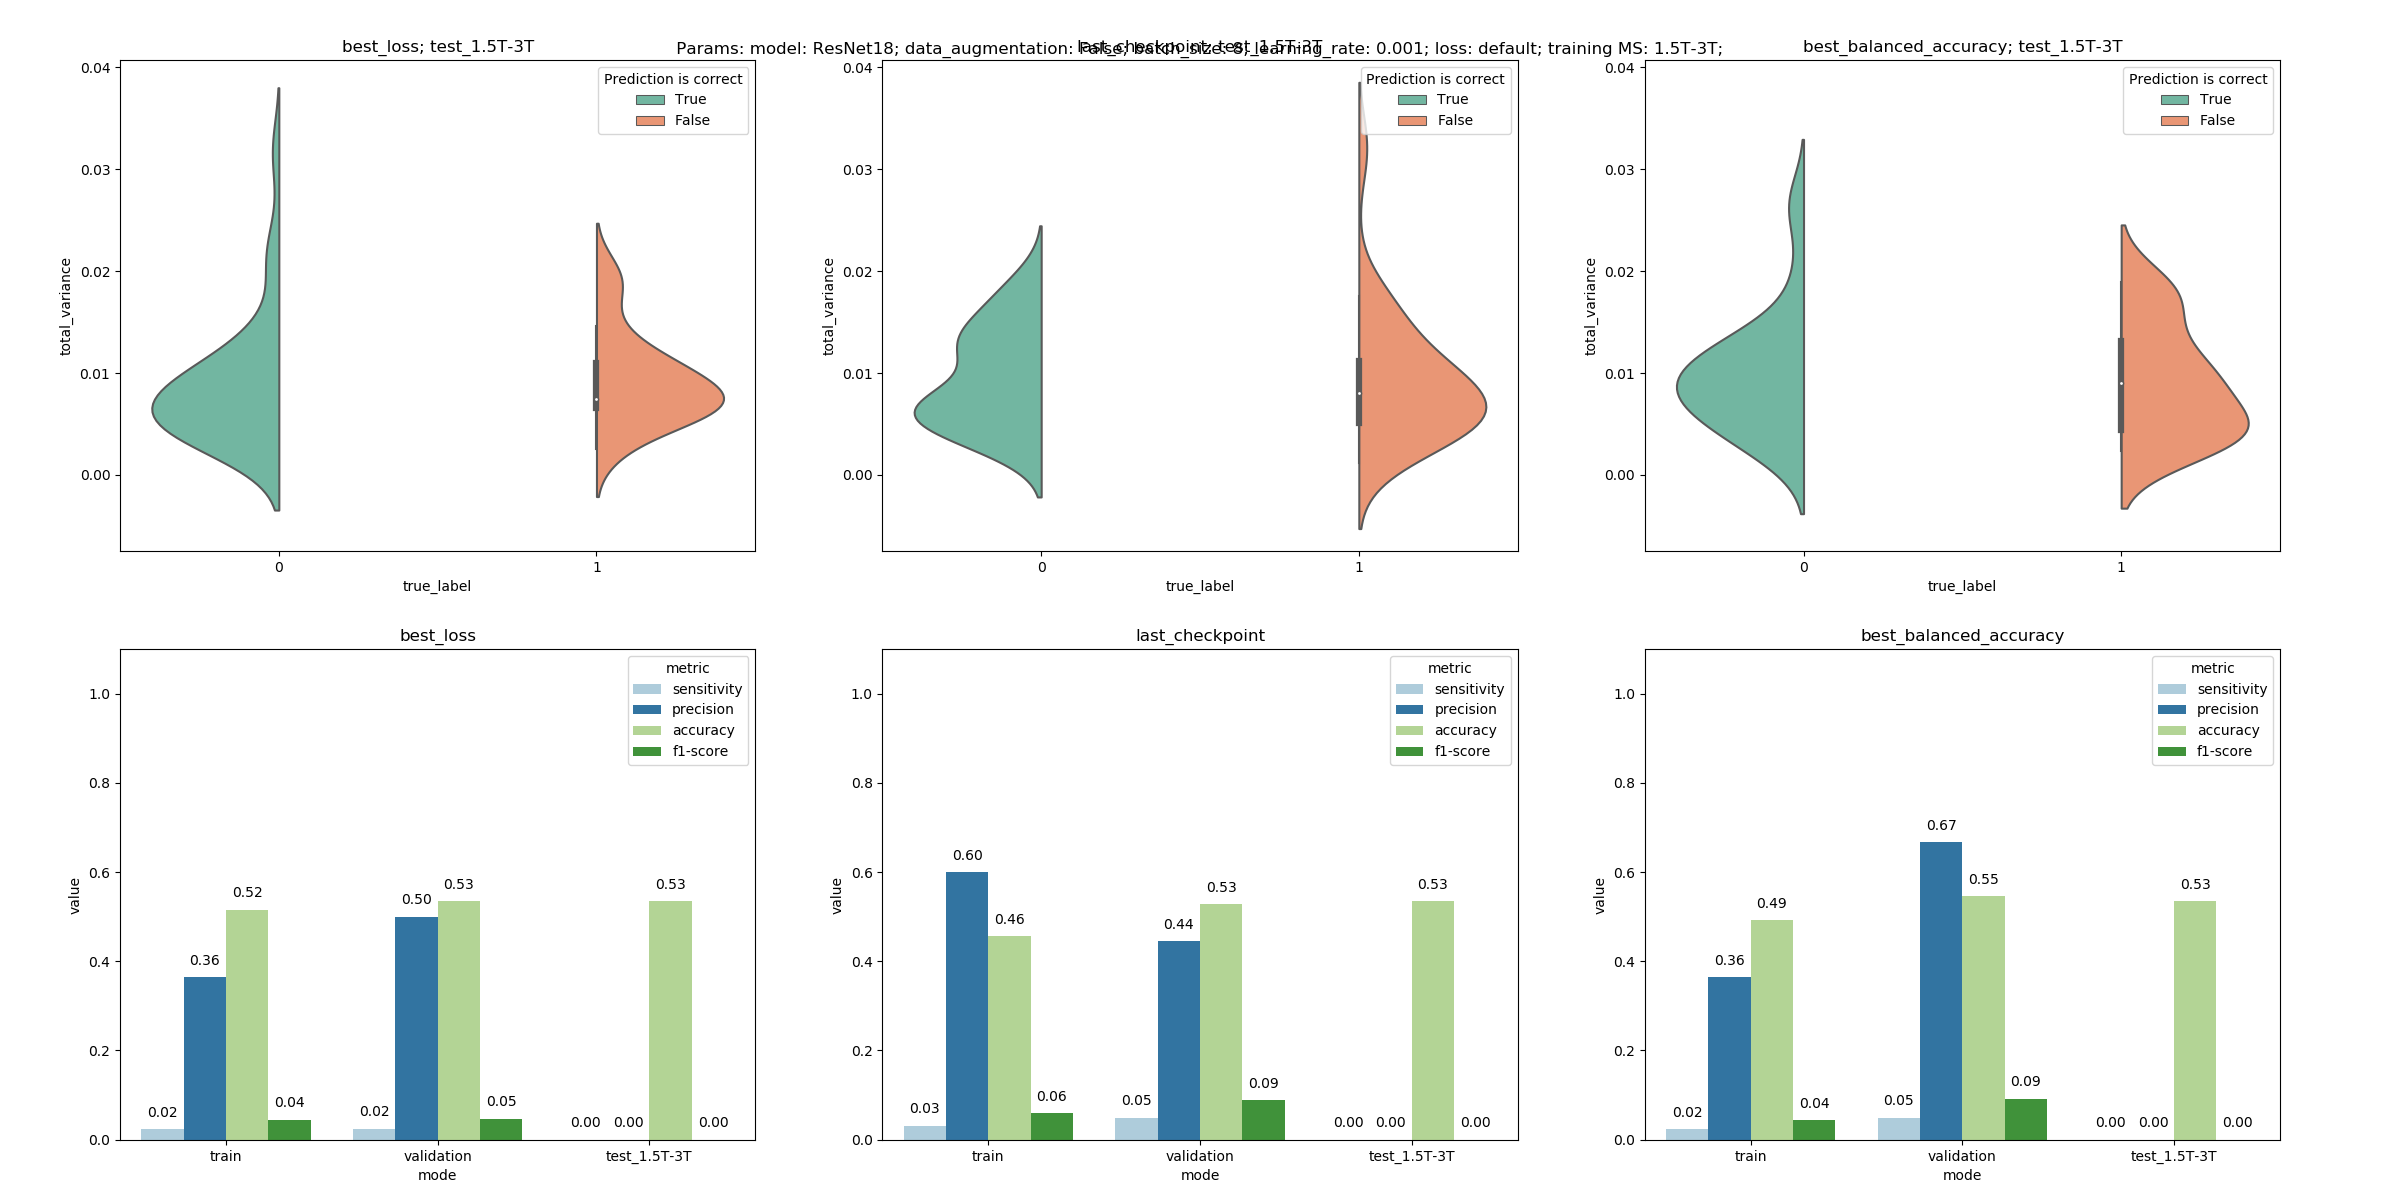 Params: model: ResNet18; data_augmentation: False; batch_size: 8; learning_rate: 0.001; loss: default; training MS: 1.5T-3T;
best_loss; test_1.5T-3T
total_variance
0.04
0.03
0.02
0.01
0.00
Prediction is correct
True
False
0 1
true_label
last_checkpoint; test_1.5T-3T
total_variance
0.04
0.03
0.02
0.01
0.00
Prediction is correct
True
False
0 1
true_label
best_balanced_accuracy; test_1.5T-3T
total_variance
0.04
0.03
0.02
0.01
0.00
Prediction is correct
True
False
0 1
true_label
best_loss
value
1.0
0.8
0.6
0.4
0.2
0.0
metric
sensitivity
precision
accuracy
f1-score
0.02 0.36 0.52 0.04
0.02 0.50 0.53 0.05
0.00 0.00 0.53 0.00
train validation test_1.5T-3T
mode
last_checkpoint
value
1.0
0.8
0.6
0.4
0.2
0.0
metric
sensitivity
precision
accuracy
f1-score
0.03 0.60 0.46 0.06
0.05 0.44 0.53 0.09
0.00 0.00 0.53 0.00
train validation test_1.5T-3T
mode
best_balanced_accuracy
value
1.0
0.8
0.6
0.4
0.2
0.0
metric
sensitivity
precision
accuracy
f1-score
0.02 0.36 0.49 0.04
0.05 0.67 0.55 0.09
0.00 0.00 0.53 0.00
train validation test_1.5T-3T
mode